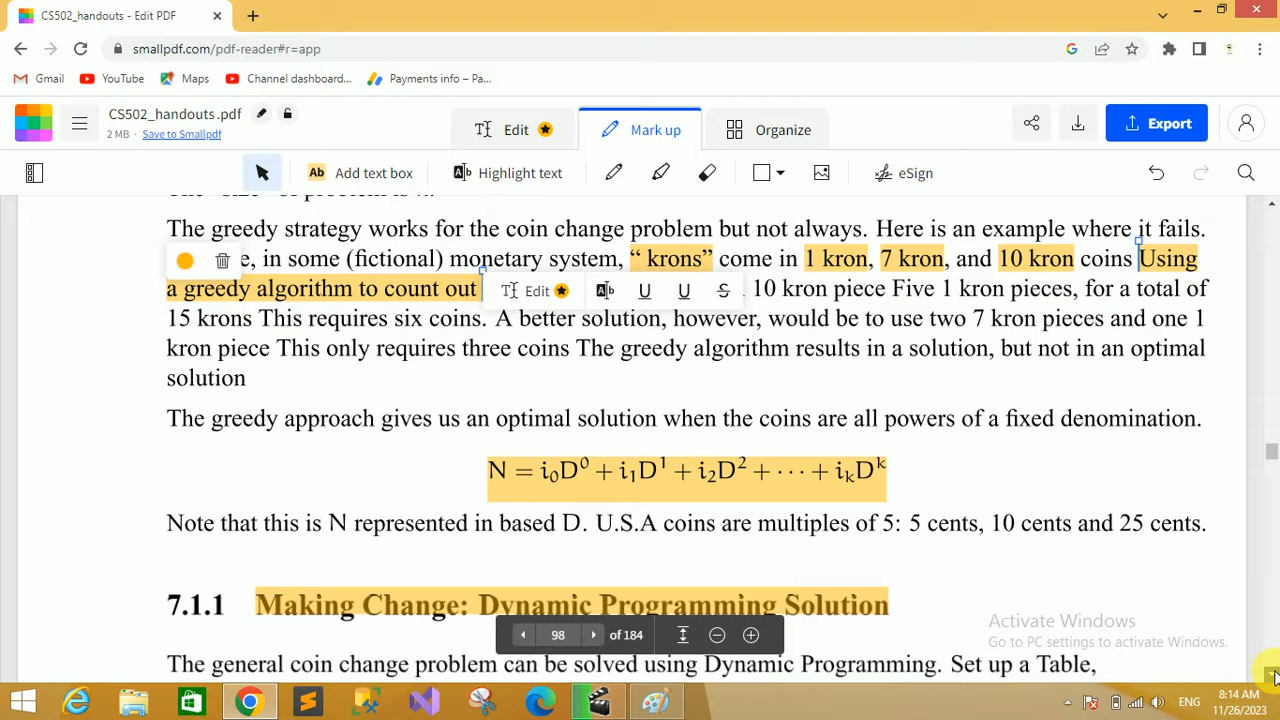 CS502_handouts - Edit PDF
smallpdf.com/pdf-reader#r=app
Gmail YouTube Maps Channel dashboard... Payments info – Pa...
CS502_handouts .pdf
2 MB · Save to Smallpdf
Edit Mark up Organize Export
Ab Add text box Highlight text eSign
of problem is
The greedy strategy works for the coin change problem but not always. Here is an example where it fails.
e, in some (fictional) monetary system, “ krons” come in 1 kron, 7 kron, and 10 kron coins Using
a greedy algorithm to count out
Edit
10 kron piece Five 1 kron pieces, for a total of
15 krons This requires six coins. A better solution, however, would be to use two 7 kron pieces and one 1
kron piece This only requires three coins The greedy algorithm results in a solution, but not in an optimal
solution
The greedy approach gives us an optimal solution when the coins are all powers of a fixed denomination.
N = i₀D⁰ + i₁D¹ + i₂D² + ··· + iₖDᵏ
Note that this is N represented in based D. U.S.A coins are multiples of 5: 5 cents, 10 cents and 25 cents.
7.1.1 Making Change: Dynamic Programming Solution
Activate Windows
Go to PC settings to activate Windows.
98 of 184
The general coin change problem can be solved using Dynamic Programming. Set up a Table,
ENG
8:14 AM
11/26/2023